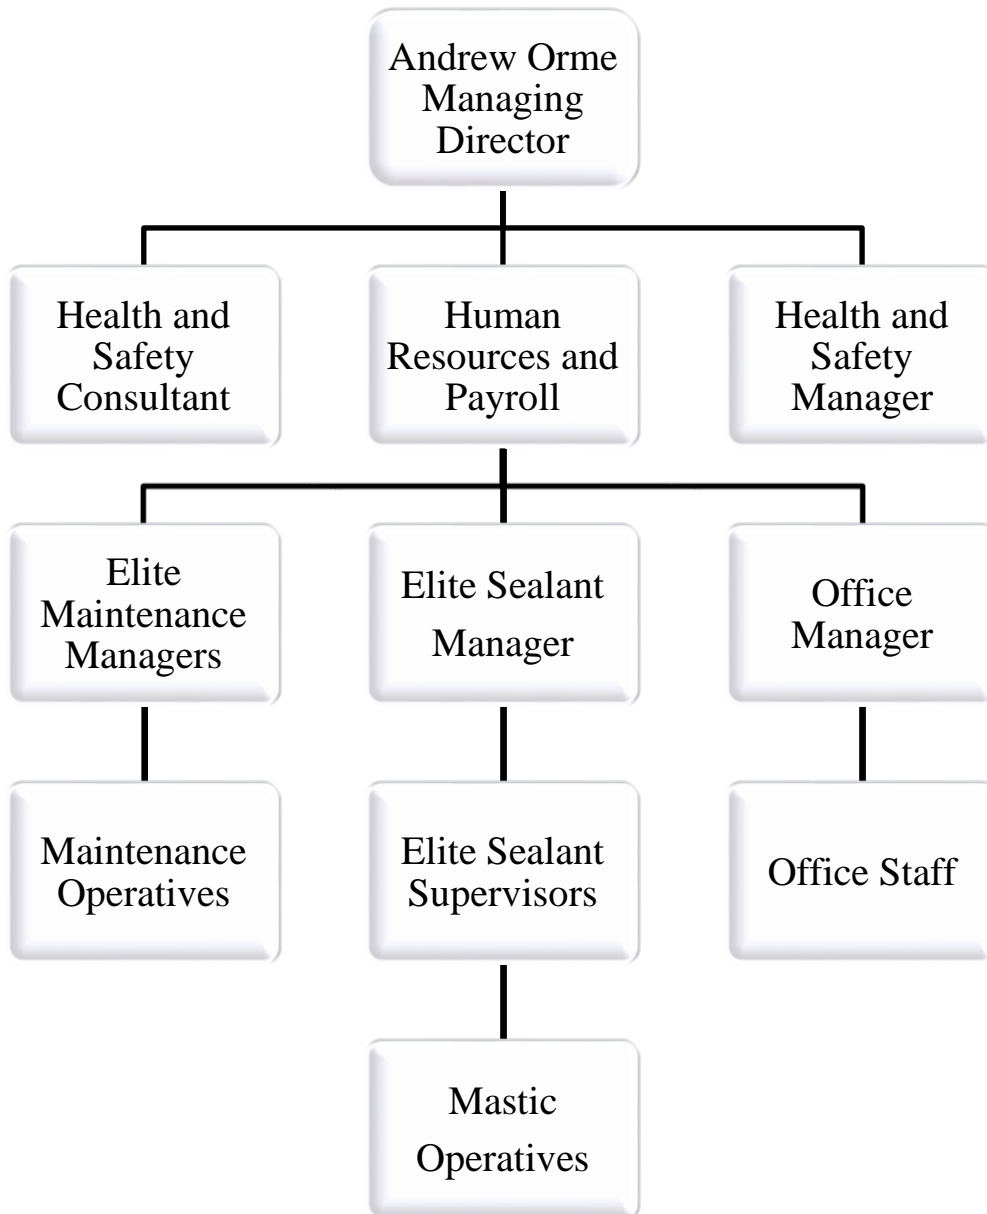 Andrew Orme
Managing
Director
Health and
Safety
Consultant
Human
Resources and
Payroll
Health and
Safety
Manager
Elite
Maintenance
Managers
Elite Sealant
Manager
Office
Manager
Maintenance
Operatives
Elite Sealant
Supervisors
Office Staff
Mastic
Operatives